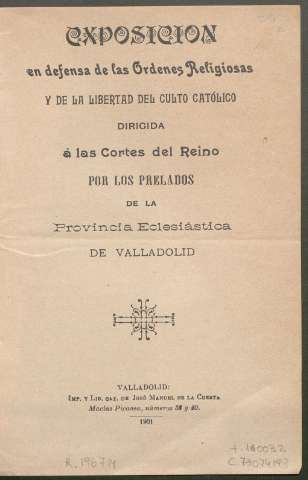 EXPOSICION
en defensa de las Órdenes Religiosas
Y DE LA LIBERTAD DEL CULTO CATÓLICO
DIRIGIDA
á las Cortes del Reino
POR LOS PRELADOS
DE LA
Provincia Eclesiástica
DE VALLADOLID
VALLADOLID:
IMP. Y LIB. CAT. DE JOSÉ MANUEL DE LA CUESTA
Macías Picavea, números 38 y 40.
1901